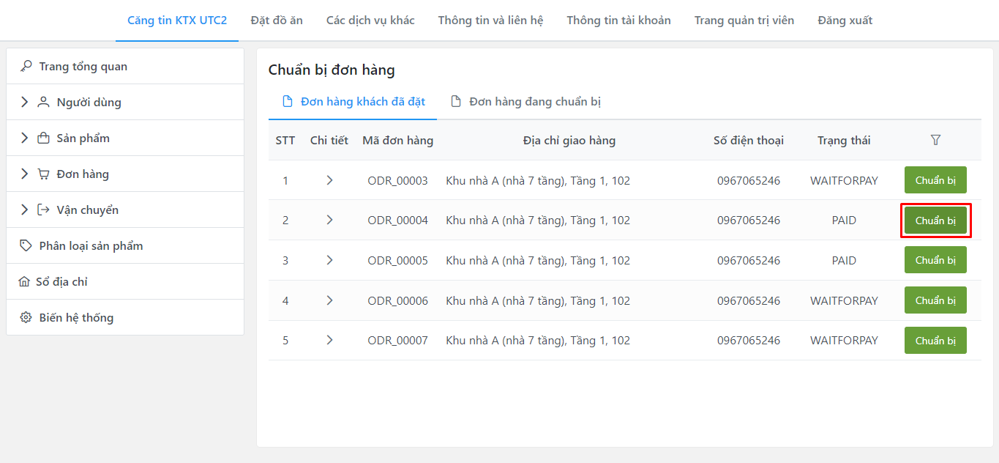 Căng tin KTX UTC2 Đặt đồ ăn Các dịch vụ khác Thông tin và liên hệ Thông tin tài khoản Trang quản trị viên Đăng xuất
Trang tổng quan
Người dùng
Sản phẩm
Đơn hàng
Vận chuyển
Phân loại sản phẩm
Sổ địa chỉ
Biến hệ thống
Chuẩn bị đơn hàng
Đơn hàng khách đã đặt Đơn hàng đang chuẩn bị
STT Chi tiết Mã đơn hàng Địa chỉ giao hàng Số điện thoại Trạng thái
1 ODR_00003 Khu nhà A (nhà 7 tầng), Tầng 1, 102 0967065246 WAITFORPAY Chuẩn bị
2 ODR_00004 Khu nhà A (nhà 7 tầng), Tầng 1, 102 0967065246 PAID Chuẩn bị
3 ODR_00005 Khu nhà A (nhà 7 tầng), Tầng 1, 102 0967065246 PAID Chuẩn bị
4 ODR_00006 Khu nhà A (nhà 7 tầng), Tầng 1, 102 0967065246 WAITFORPAY Chuẩn bị
5 ODR_00007 Khu nhà A (nhà 7 tầng), Tầng 1, 102 0967065246 WAITFORPAY Chuẩn bị